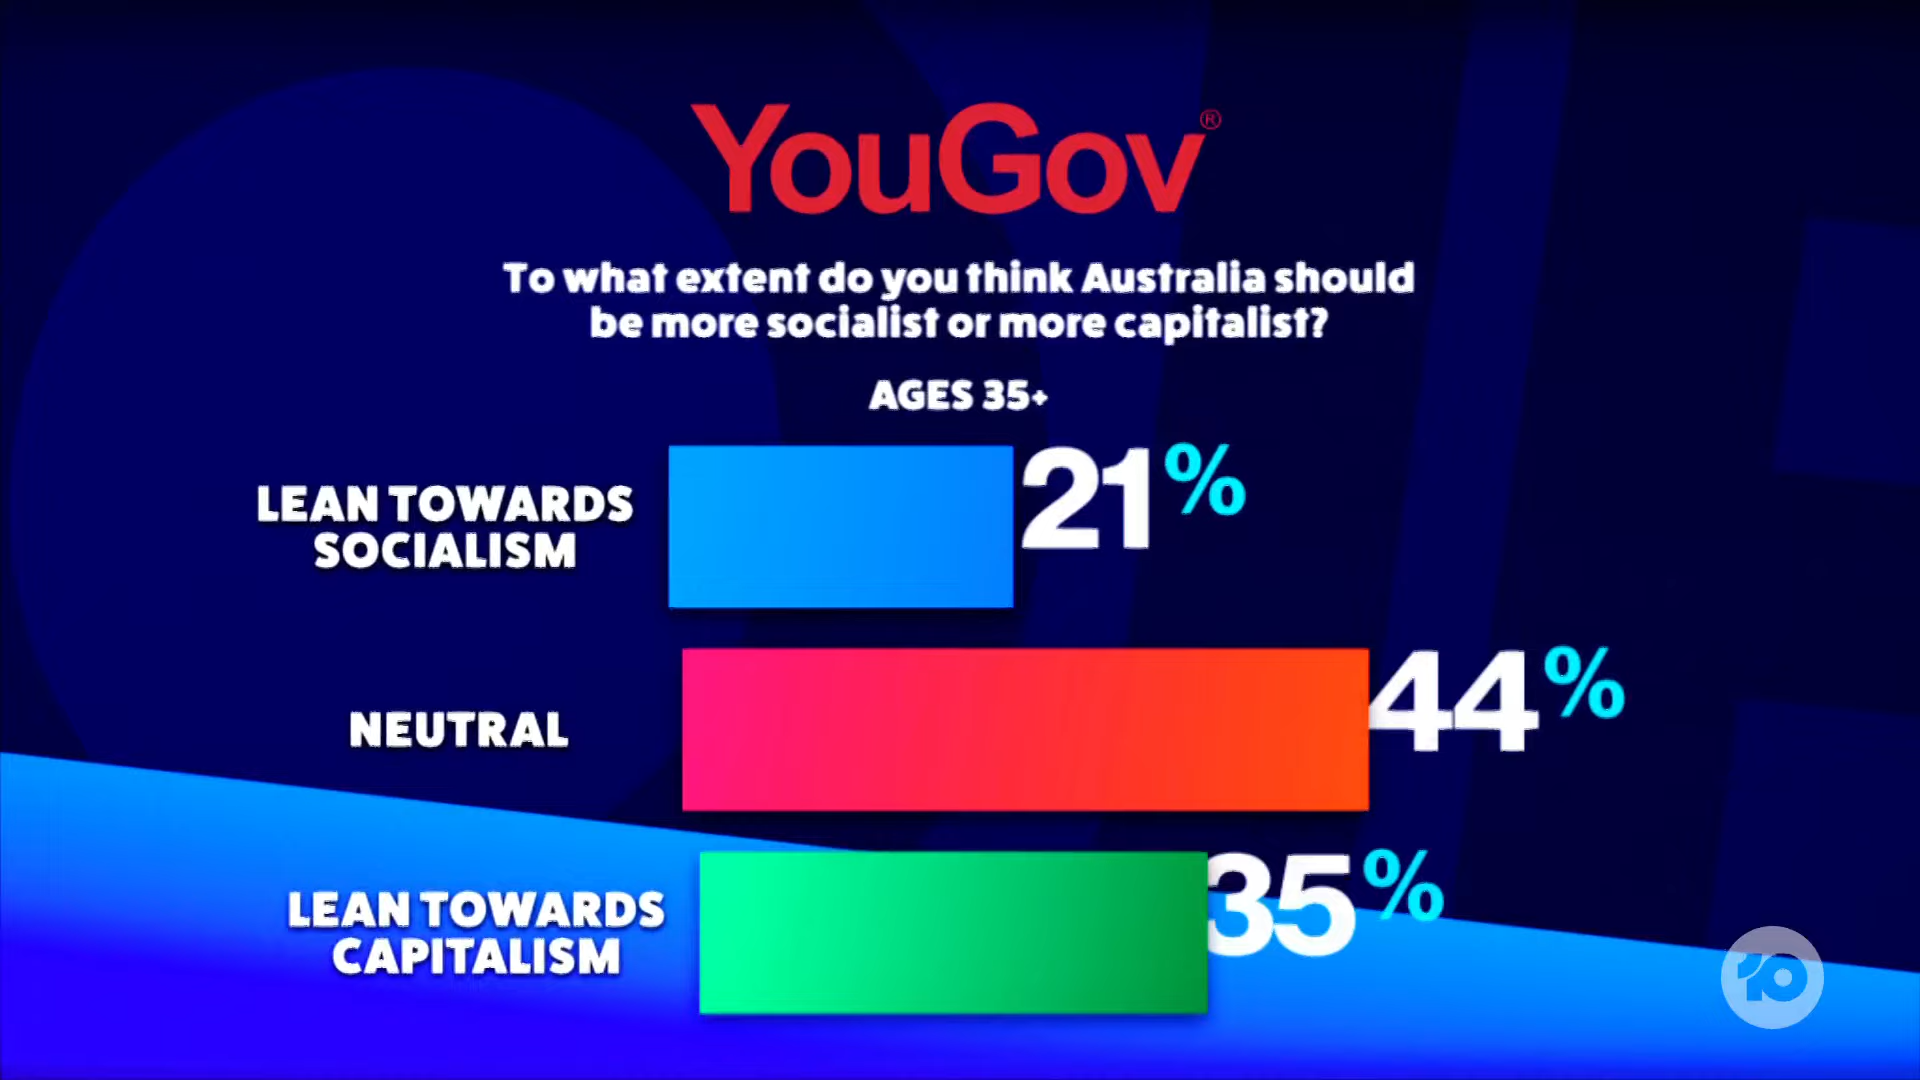 YouGov®
To what extent do you think Australia should
be more socialist or more capitalist?
AGES 35+
LEAN TOWARDS
SOCIALISM
21%
NEUTRAL
44%
LEAN TOWARDS
CAPITALISM
35%
10